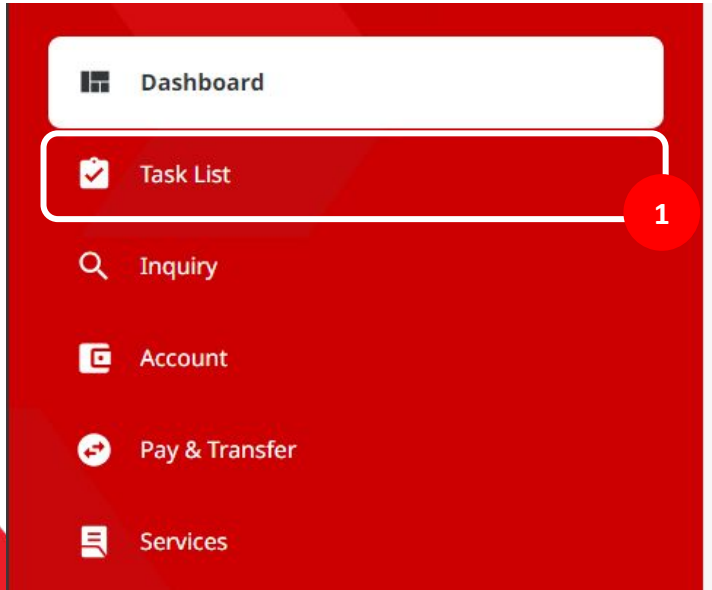 Dashboard
Task List
1
Inquiry
Account
Pay & Transfer
Services